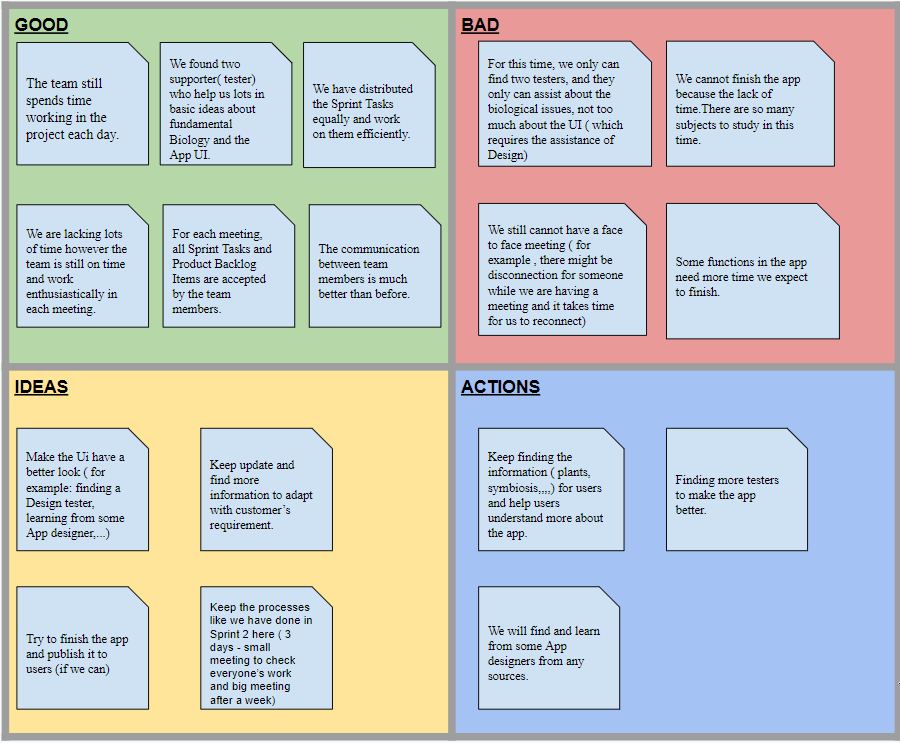 GOOD
The team still
spends time
working in the
project each day.
We found two
supporter( tester)
who help us lots in
basic ideas about
fundamental
Biology and the
App UI.
We have distributed
the Sprint Tasks
equally and work
on them efficiently.
We are lacking lots
of time however the
team is still on time
and work
enthusiastically in
each meeting.
For each meeting,
all Sprint Tasks and
Product Backlog
Items are accepted
by the team
members.
The communication
between team
members is much
better than before.
BAD
For this time, we only can
find two testers, and they
only can assist about the
biological issues, not too
much about the UI ( which
requires the assistance of
Design)
We cannot finish the app
because the lack of
time.There are so many
subjects to study in this
time.
We still cannot have a face
to face meeting ( for
example , there might be
disconnection for someone
while we are having a
meeting and it takes time
for us to reconnect)
Some functions in the app
need more time we expect
to finish.
IDEAS
Make the Ui have a
better look ( for
example: finding a
Design tester,
learning from some
App designer,...)
Keep update and
find more
information to adapt
with customer's
requirement.
Try to finish the app
and publish it to
users (if we can)
Keep the processes
like we have done in
Sprint 2 here ( 3
days - small
meeting to check
everyone's work
and big meeting
after a week)
ACTIONS
Keep finding the
information ( plants,
symbiosis,,,,) for users
and help users
understand more about
the app.
Finding more testers
to make the app
better.
We will find and learn
from some App
designers from any
sources.